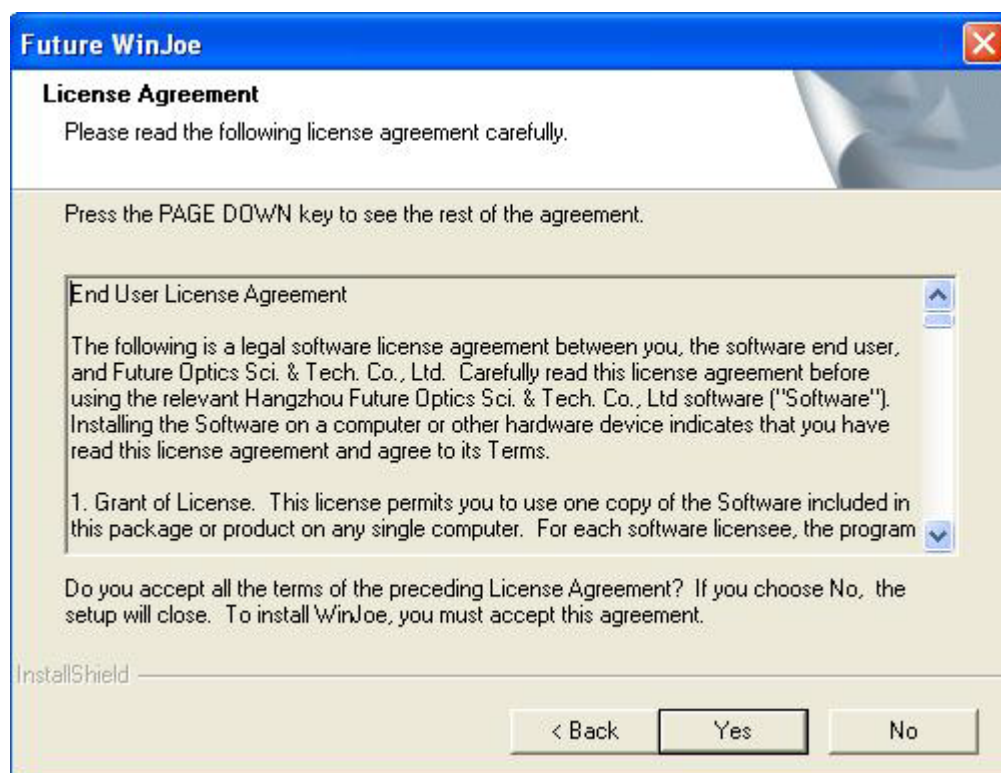 Future WinJoe
License Agreement
Please read the following license agreement carefully.
Press the PAGE DOWN key to see the rest of the agreement.
End User License Agreement
The following is a legal software license agreement between you, the software end user,
and Future Optics Sci. & Tech. Co., Ltd.  Carefully read this license agreement before
using the relevant Hangzhou Future Optics Sci. & Tech. Co., Ltd software ("Software").
Installing the Software on a computer or other hardware device indicates that you have
read this license agreement and agree to its Terms.
1. Grant of License.  This license permits you to use one copy of the Software included in
this package or product on any single computer.  For each software licensee, the program
Do you accept all the terms of the preceding License Agreement?  If you choose No,  the
setup will close.  To install WinJoe, you must accept this agreement.
InstallShield
< Back
Yes
No